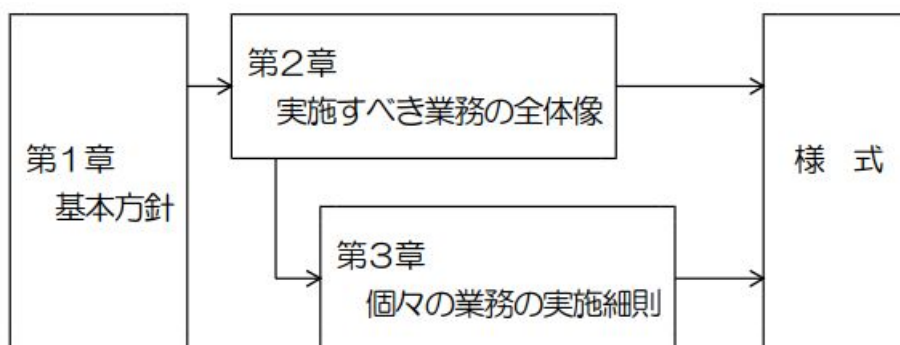 第1章
基本方針
第2章
実施すべき業務の全体像
第3章
個々の業務の実施細則
様 式